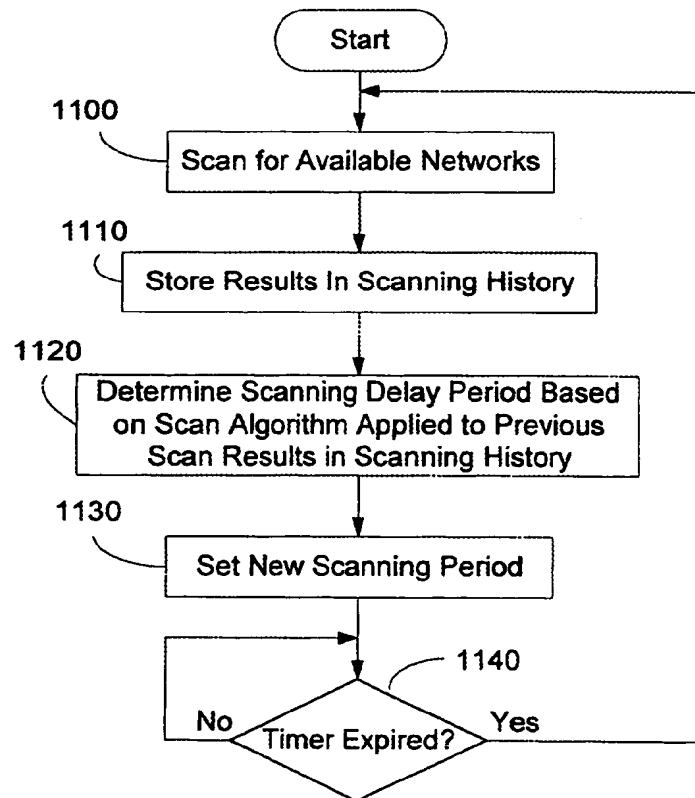 Start
1100
Scan for Available Networks
1110
Store Results In Scanning History
1120
Determine Scanning Delay Period Based
on Scan Algorithm Applied to Previous
Scan Results in Scanning History
1130
Set New Scanning Period
1140
No
Timer Expired?
Yes